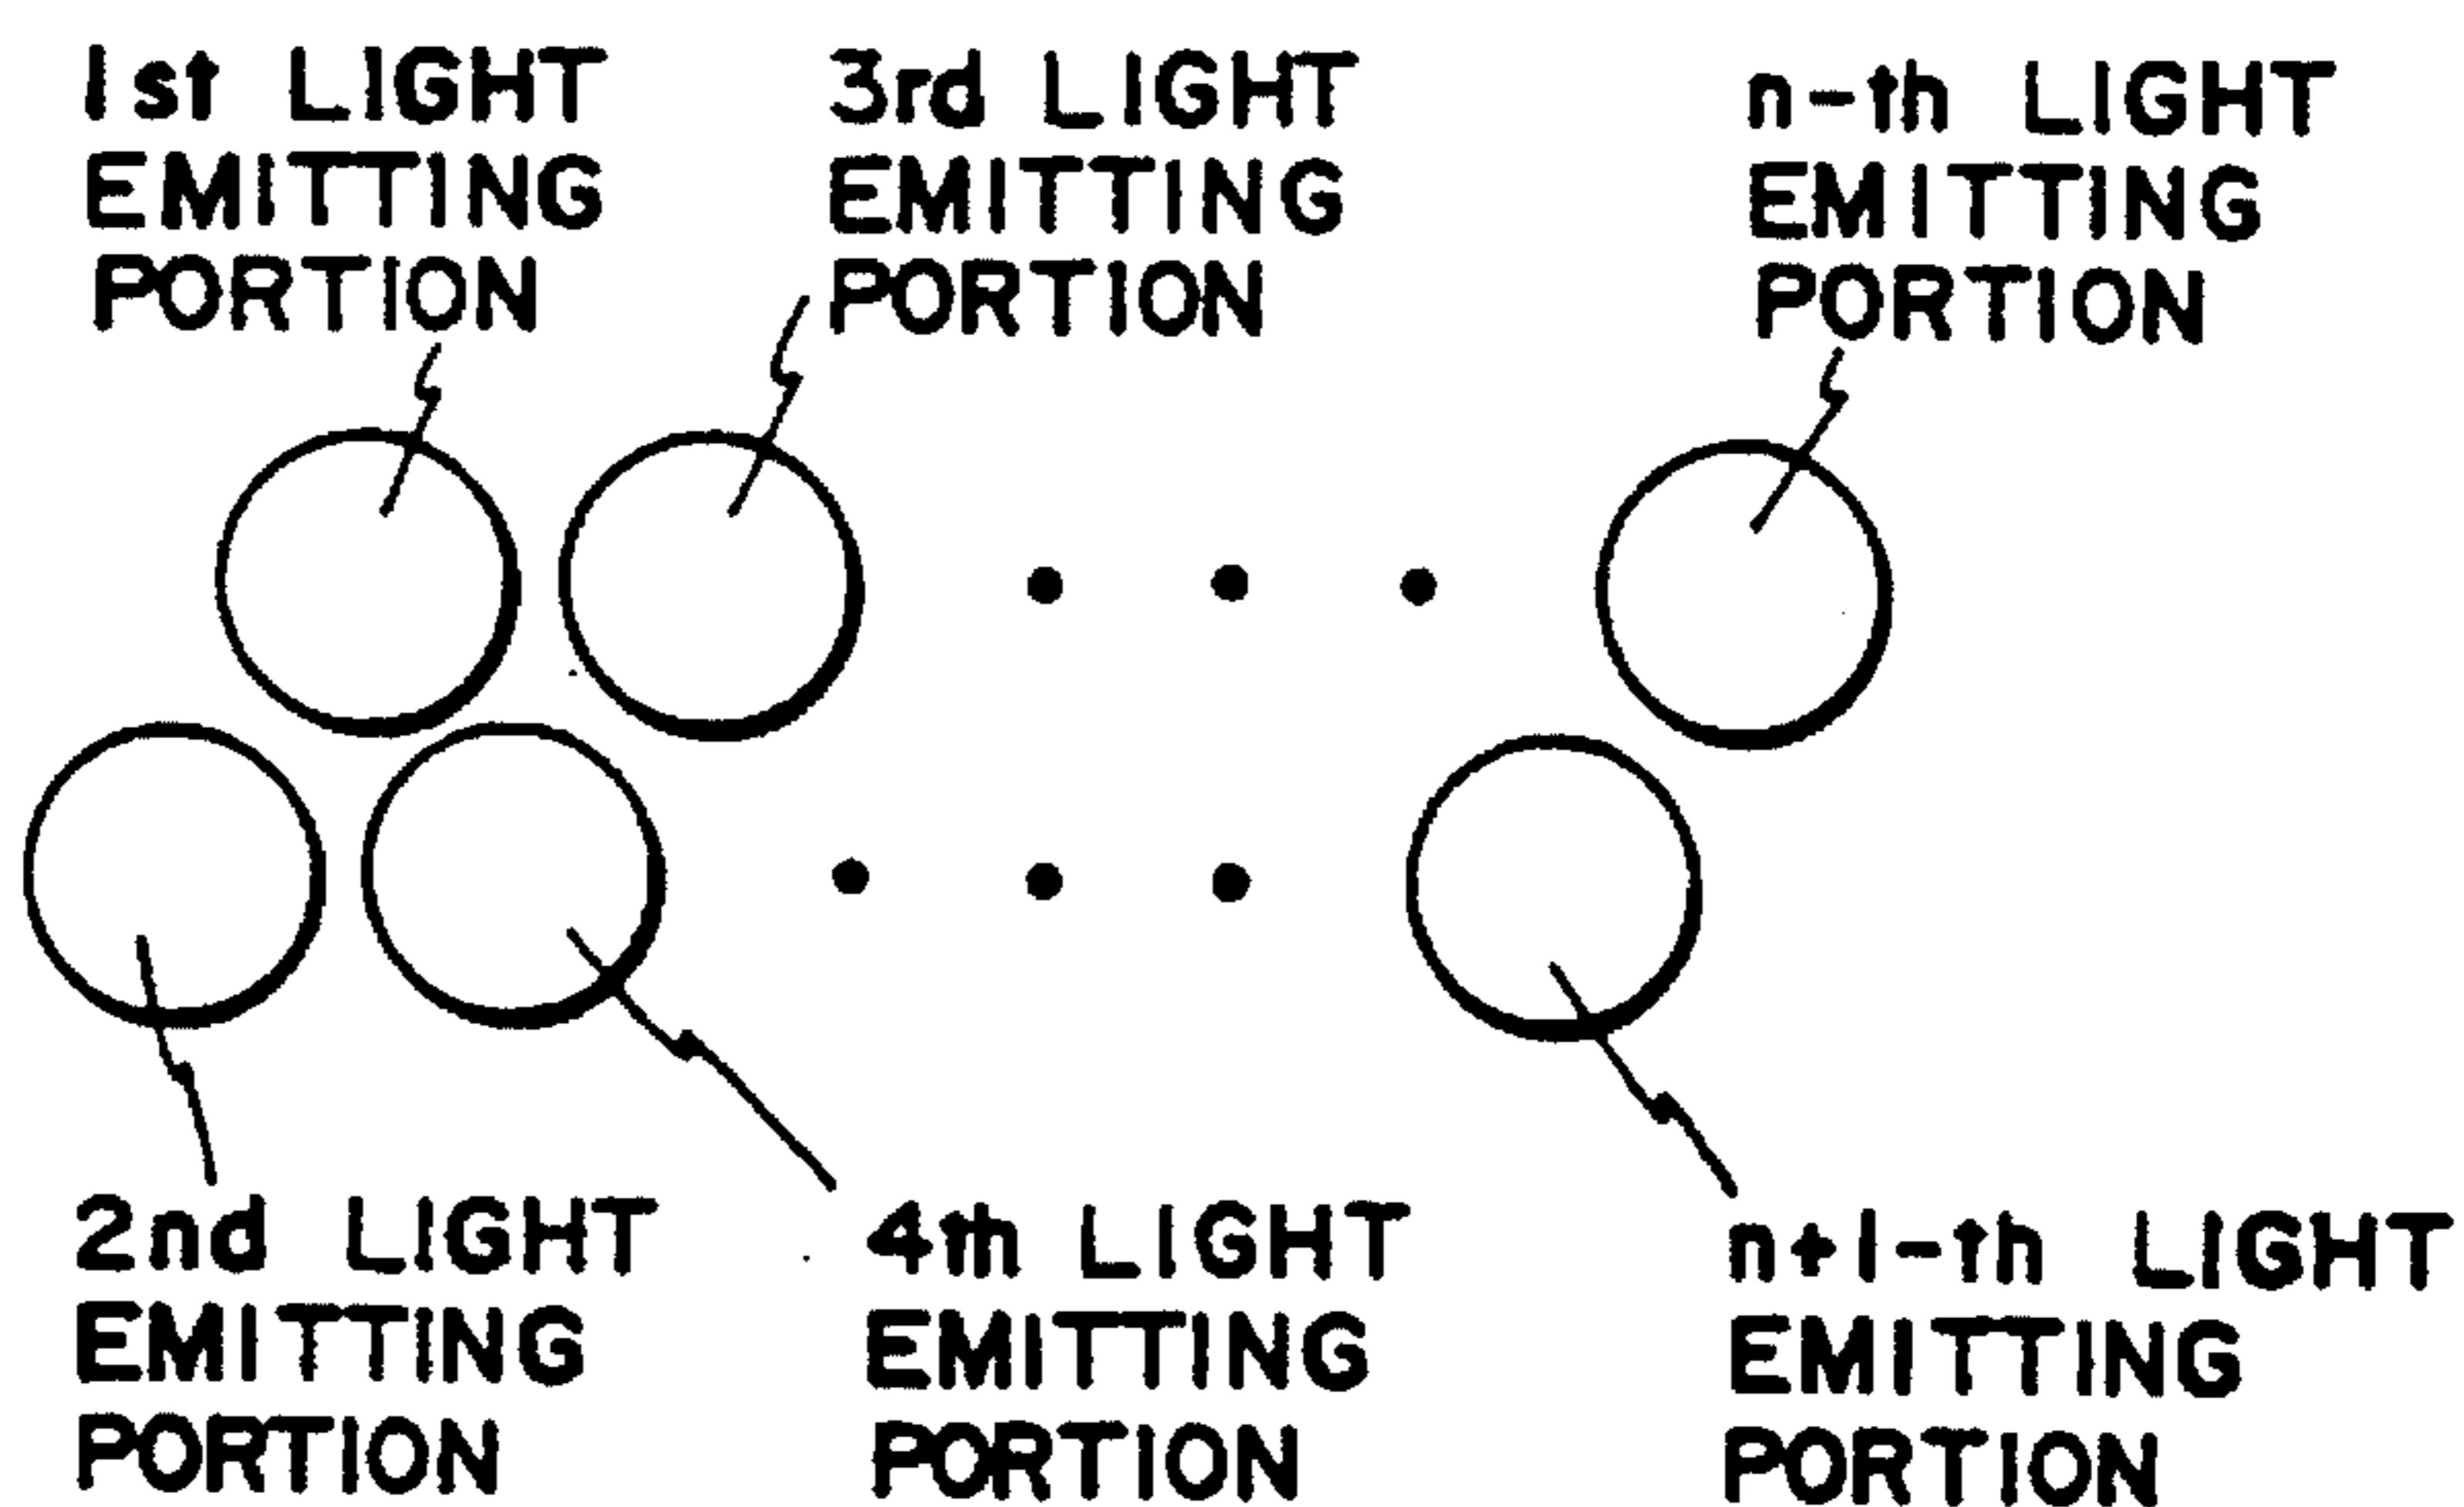 1st LIGHT
EMITTING
PORTION
3rd LIGHT
EMITTING
PORTION
n-th LIGHT
EMITTING
PORTION
2nd LIGHT
EMITTING
PORTION
4th LIGHT
EMITTING
PORTION
n+1-th LIGHT
EMITTING
PORTION